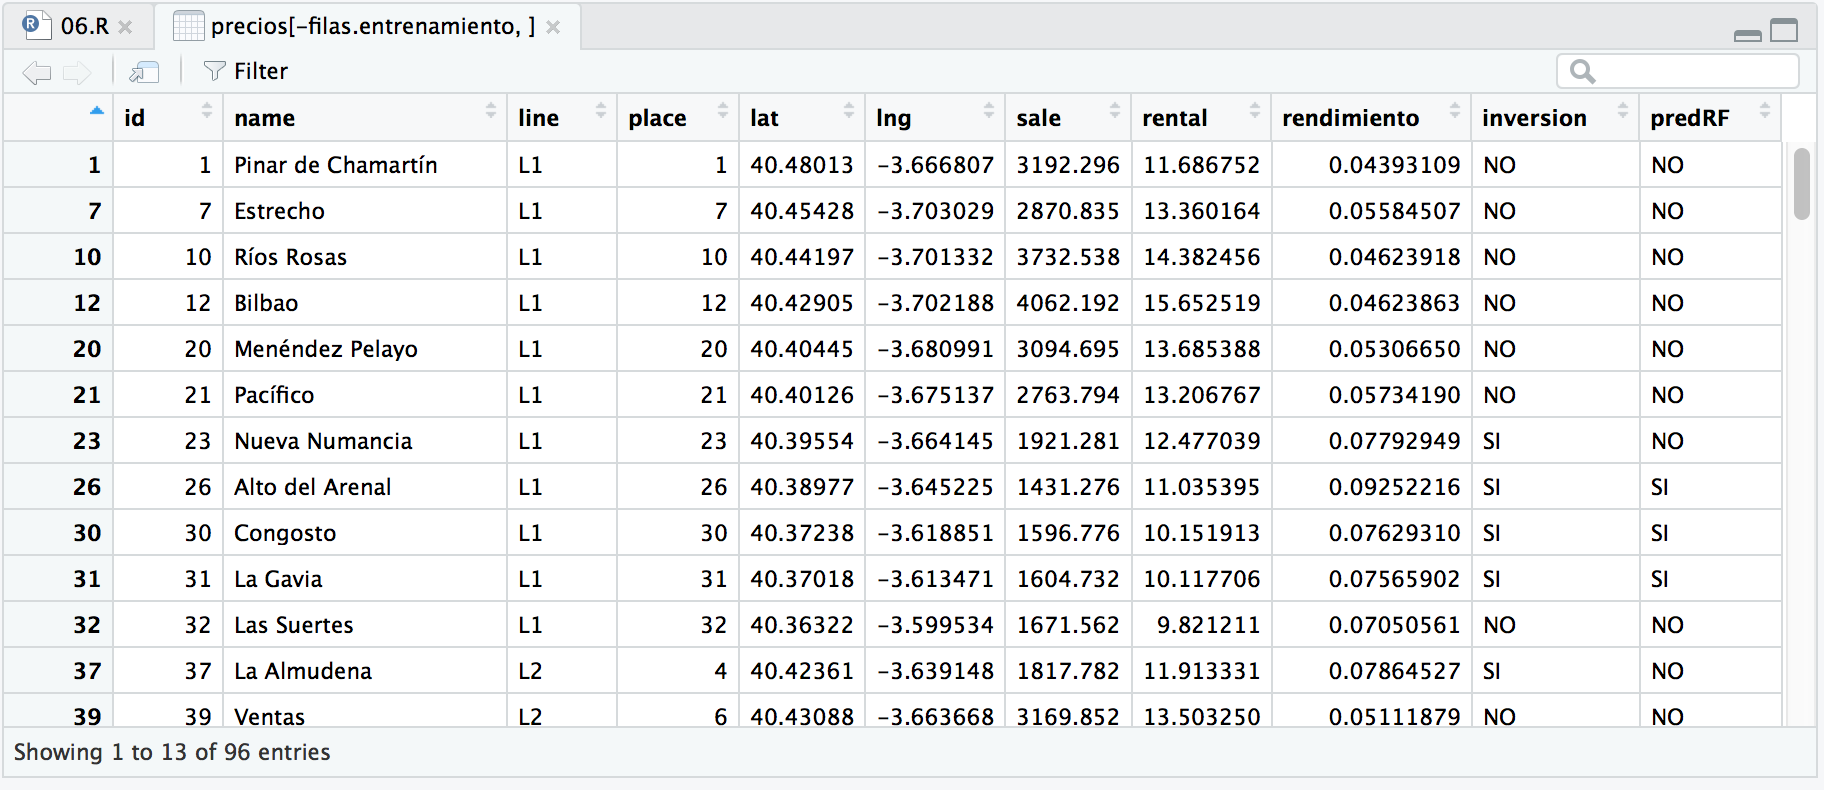 06.R precios[-filas.entrenamiento, ]
Filter
id name line place lat lng sale rental rendimiento inversion predRF
1 1 Pinar de Chamartín L1 1 40.48013 -3.666807 3192.296 11.686752 0.04393109 NO NO
7 7 Estrecho L1 7 40.45428 -3.703029 2870.835 13.360164 0.05584507 NO NO
10 10 Ríos Rosas L1 10 40.44197 -3.701332 3732.538 14.382456 0.04623918 NO NO
12 12 Bilbao L1 12 40.42905 -3.702188 4062.192 15.652519 0.04623863 NO NO
20 20 Menéndez Pelayo L1 20 40.40445 -3.680991 3094.695 13.685388 0.05306650 NO NO
21 21 Pacífico L1 21 40.40126 -3.675137 2763.794 13.206767 0.05734190 NO NO
23 23 Nueva Numancia L1 23 40.39554 -3.664145 1921.281 12.477039 0.07792949 SI NO
26 26 Alto del Arenal L1 26 40.38977 -3.645225 1431.276 11.035395 0.09252216 SI SI
30 30 Congosto L1 30 40.37238 -3.618851 1596.776 10.151913 0.07629310 SI SI
31 31 La Gavia L1 31 40.37018 -3.613471 1604.732 10.117706 0.07565902 SI SI
32 32 Las Suertes L1 32 40.36322 -3.599534 1671.562 9.821211 0.07050561 NO NO
37 37 La Almudena L2 4 40.42361 -3.639148 1817.782 11.913331 0.07864527 SI NO
39 39 Ventas L2 6 40.43088 -3.663668 3169.852 13.503250 0.05111879 NO NO
Showing 1 to 13 of 96 entries